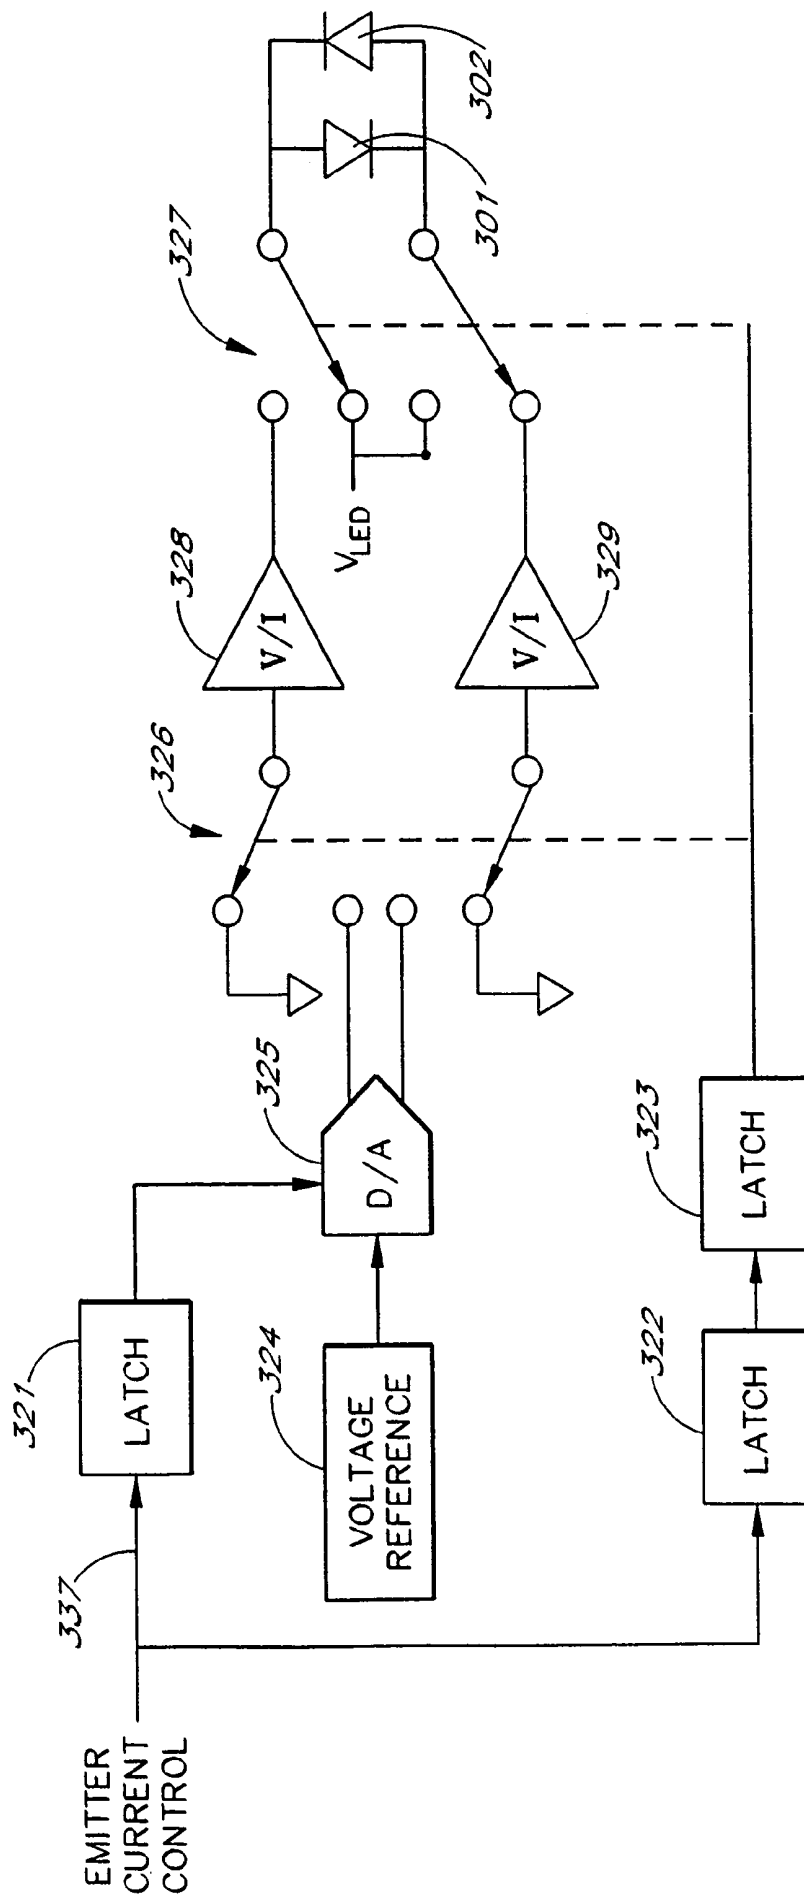 EMITTER
CURRENT
CONTROL
337
321
LATCH
324
VOLTAGE
REFERENCE
325
D/A
322
LATCH
323
LATCH
326
328
V/I
329
V/I
327
VLED
301
302